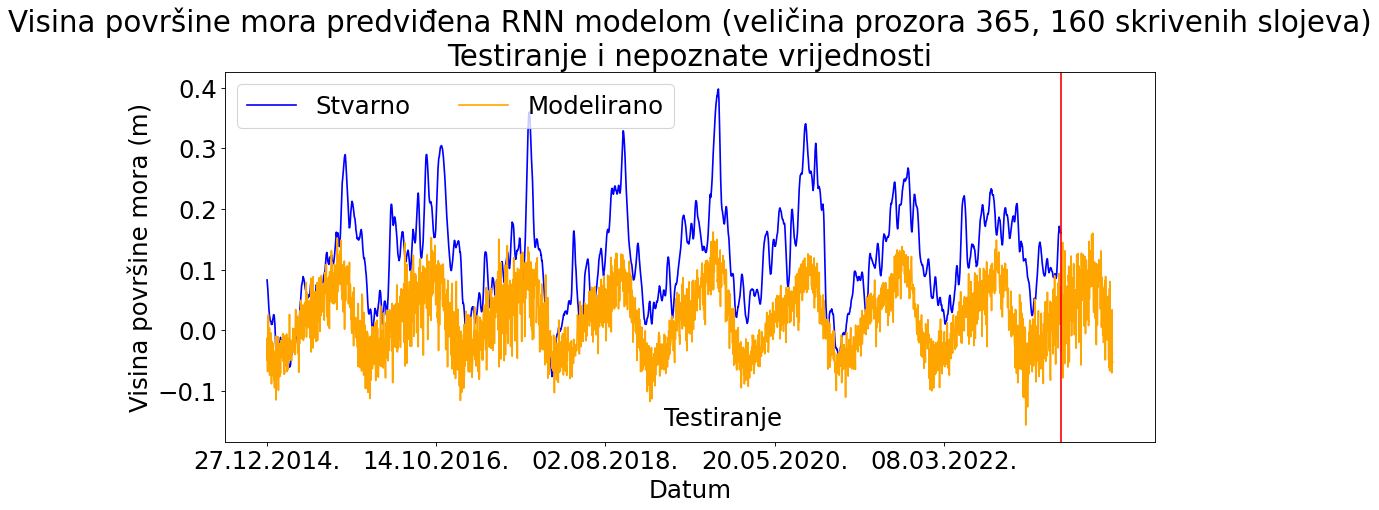 Visina površine mora predviđena RNN modelom (veličina prozora 365, 160 skrivenih slojeva)
Testiranje i nepoznate vrijednosti
Stvarno
Modelirano
Visina površine mora (m)
0.4
0.3
0.2
0.1
0.0
−0.1
Testiranje
27.12.2014.
14.10.2016.
02.08.2018.
20.05.2020.
08.03.2022.
Datum